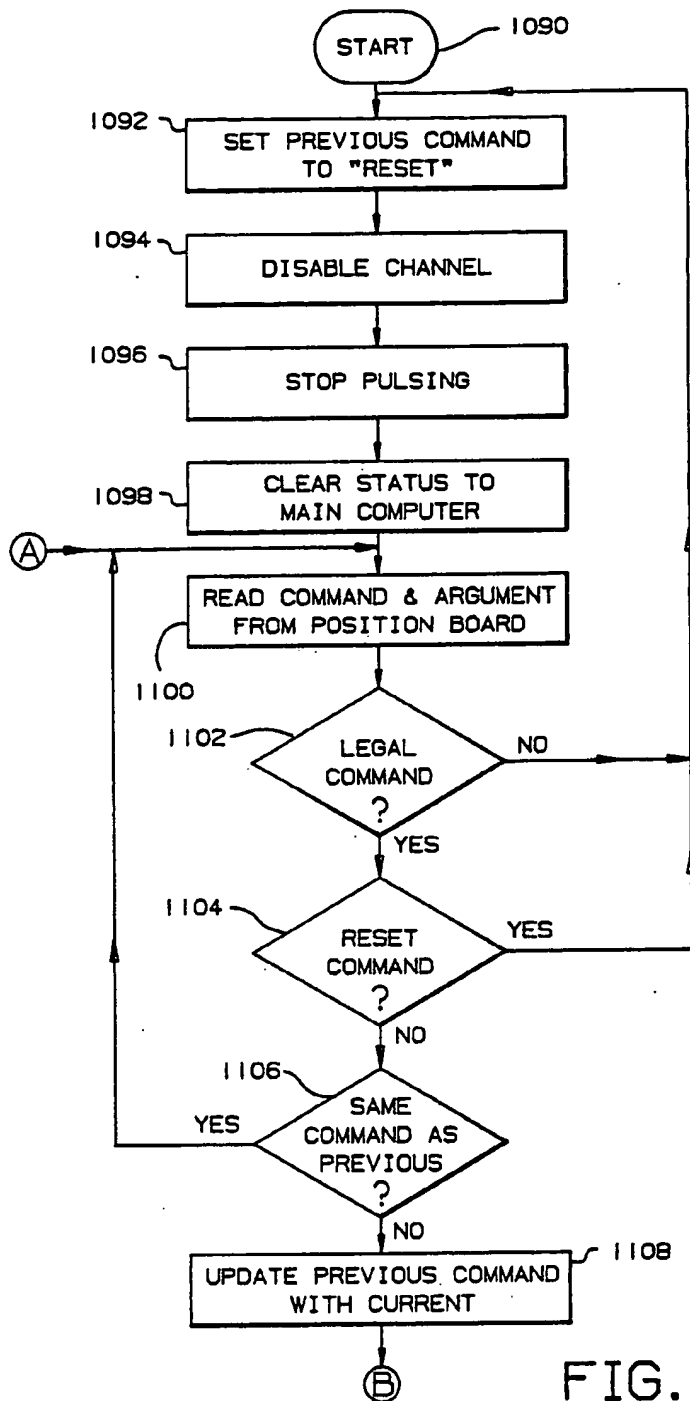 START
1090
1092
SET PREVIOUS COMMAND
TO "RESET"
1094
DISABLE CHANNEL
1096
STOP PULSING
1098
CLEAR STATUS TO
MAIN COMPUTER
A
READ COMMAND & ARGUMENT
FROM POSITION BOARD
1100
1102
LEGAL
COMMAND
?
NO
YES
1104
RESET
COMMAND
?
YES
NO
1106
SAME
COMMAND AS
PREVIOUS
?
YES
NO
1108
UPDATE PREVIOUS COMMAND
WITH CURRENT
B
FIG.